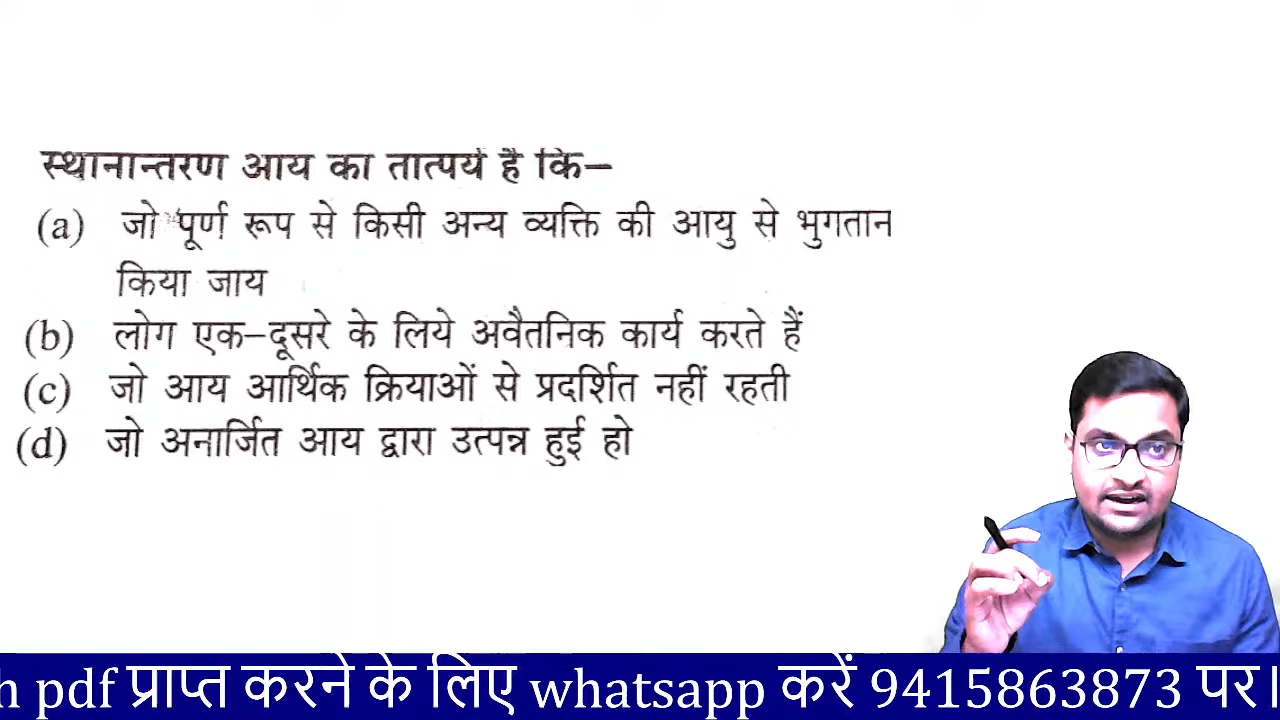 स्थानान्तरण आय का तात्पर्य है कि–
(a) जो पूर्ण रूप से किसी अन्य व्यक्ति की आयु से भुगतान
किया जाय
(b) लोग एक–दूसरे के लिये अवैतनिक कार्य करते हैं
(c) जो आय आर्थिक क्रियाओं से प्रदर्शित नहीं रहती
(d) जो अनार्जित आय द्वारा उत्पन्न हुई हो
pdf प्राप्त करने के लिए whatsapp करें 9415863873 पर।